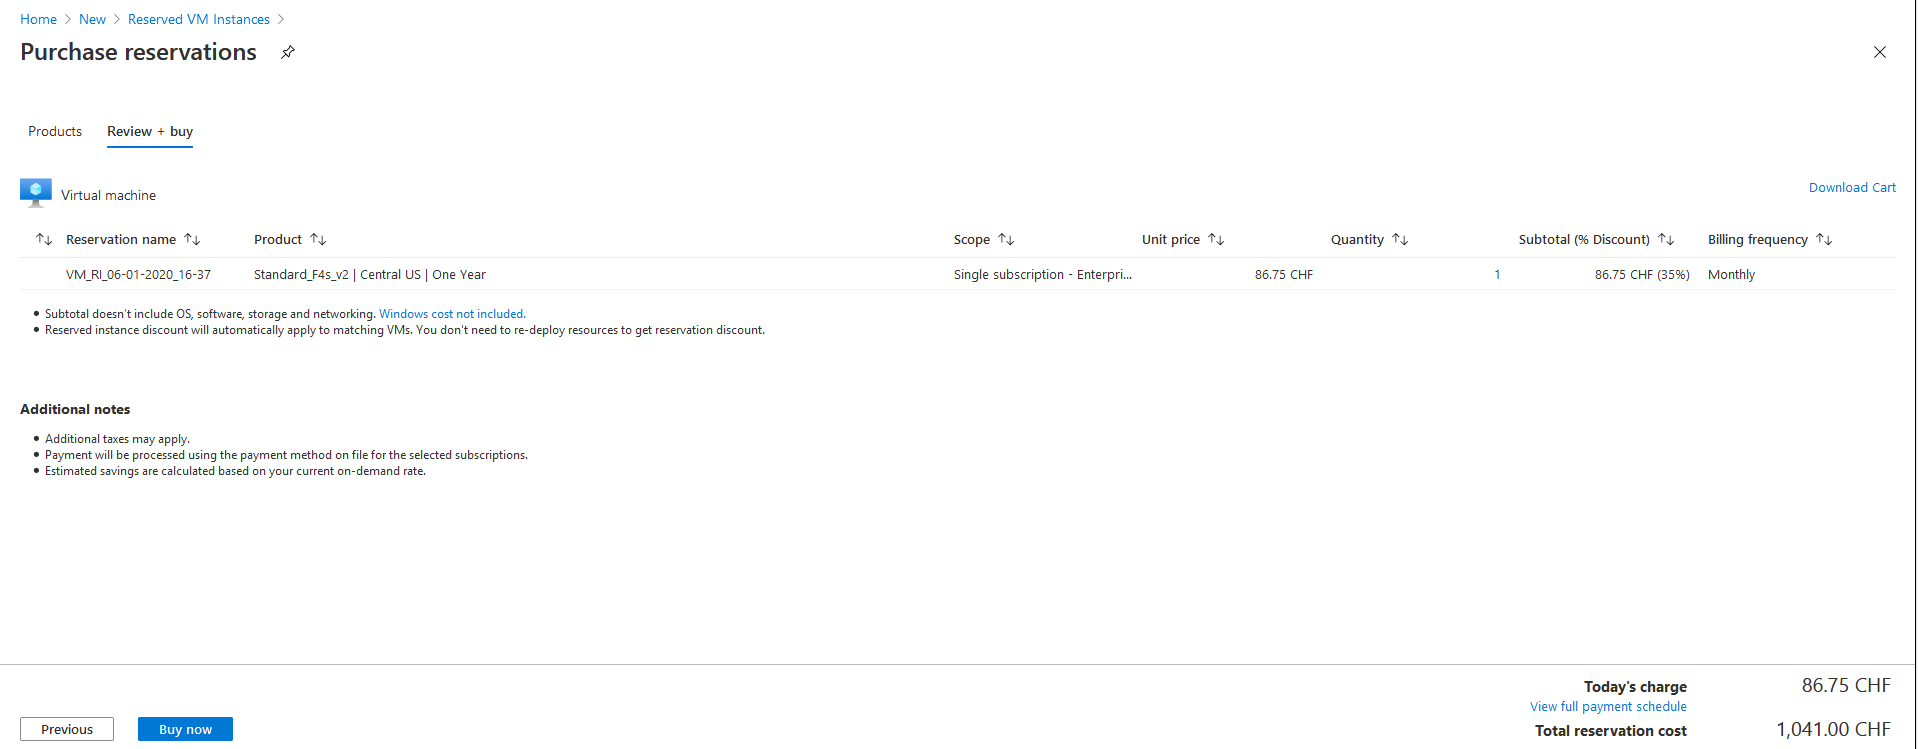 Home > New > Reserved VM Instances >
Purchase reservations
Products Review + buy
Virtual machine
Download Cart
Reservation name Product Scope Unit price Quantity Subtotal (% Discount) Billing frequency
VM_RI_06-01-2020_16-37 Standard_F4s_v2 | Central US | One Year Single subscription - Enterpri... 86.75 CHF 1 86.75 CHF (35%) Monthly
• Subtotal doesn't include OS, software, storage and networking. Windows cost not included.
• Reserved instance discount will automatically apply to matching VMs. You don't need to re-deploy resources to get reservation discount.
Additional notes
• Additional taxes may apply.
• Payment will be processed using the payment method on file for the selected subscriptions.
• Estimated savings are calculated based on your current on-demand rate.
Today's charge 86.75 CHF
View full payment schedule
Previous Buy now Total reservation cost 1,041.00 CHF